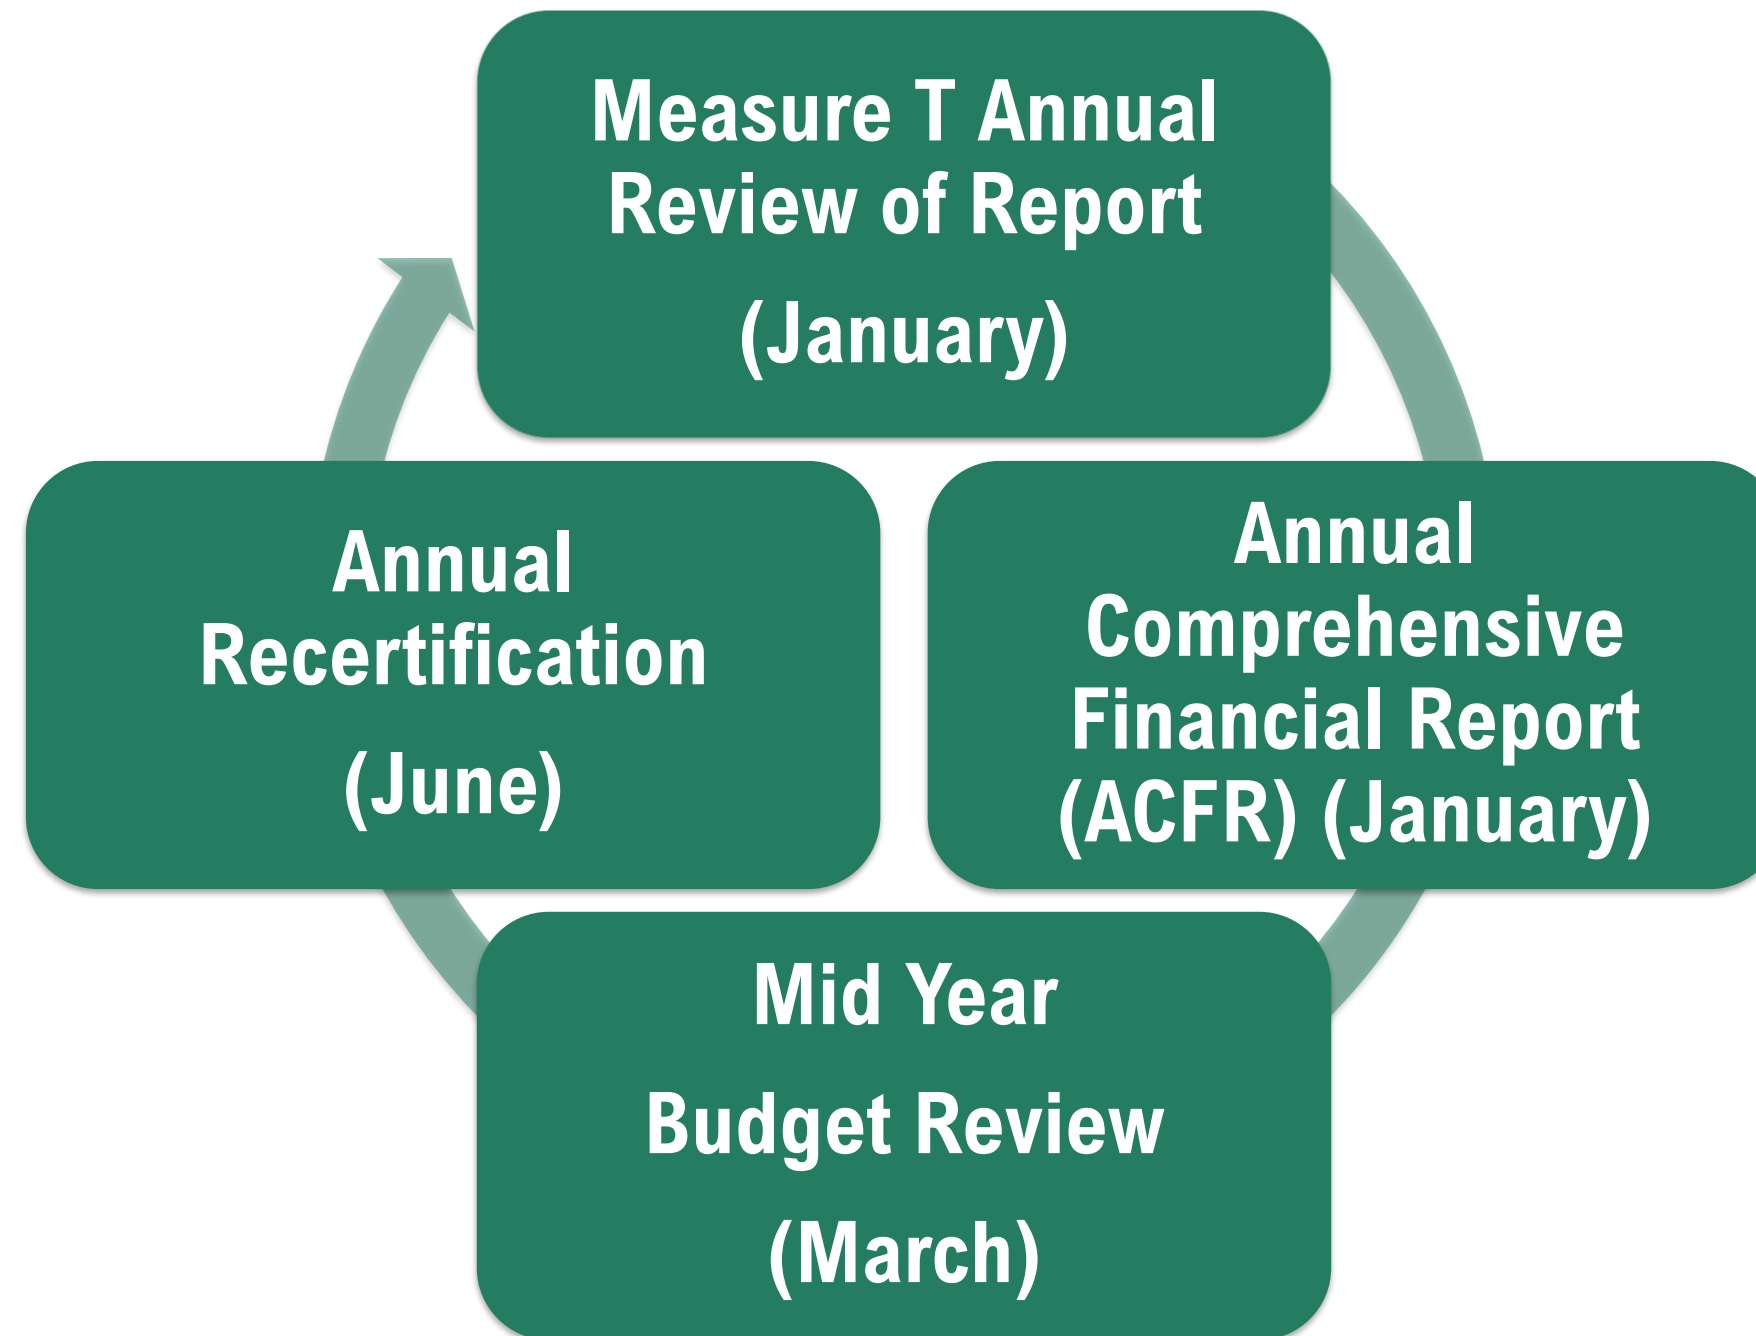 Measure T Annual
Review of Report
(January)
Annual
Comprehensive
Financial Report
(ACFR) (January)
Mid Year
Budget Review
(March)
Annual
Recertification
(June)